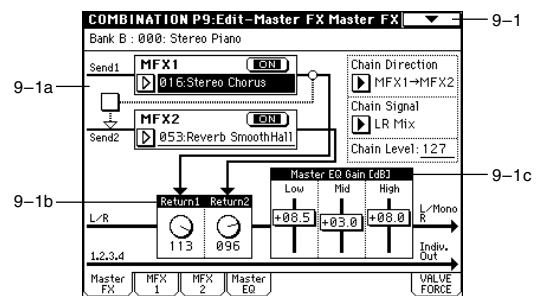 COMBINATION P9:Edit-Master FX Master FX
9–1
Bank B : 000: Stereo Piano
9–1a
Send1
MFX1
ON
016:Stereo Chorus
Chain Direction
MFX1→MFX2
Chain Signal
LR Mix
Chain Level: 127
Send2
MFX2
ON
053:Reverb SmoothHall
9–1b
Return1 Return2
113 096
Master EQ Gain [dB]
Low Mid High
+08.5 +03.0 +08.0
9–1c
L/R
L/Mono
R
1.2.3.4
Indiv.
Out
Master FX
MFX 1
MFX 2
Master EQ
VALVE FORCE